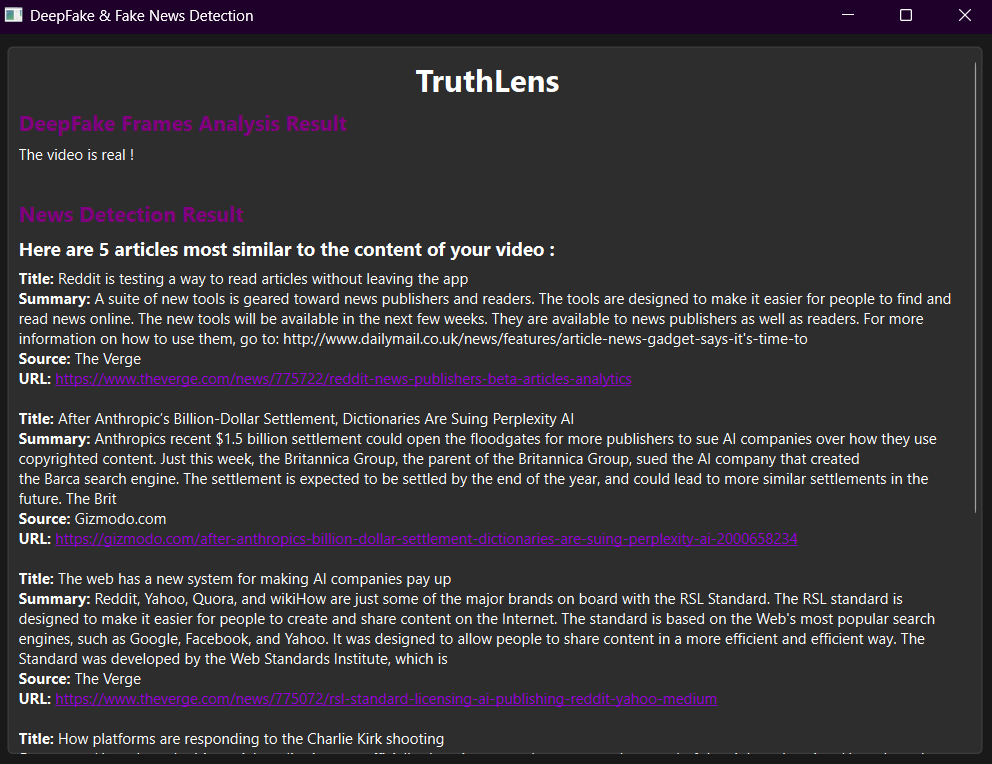 DeepFake & Fake News Detection
TruthLens
DeepFake Frames Analysis Result
The video is real !
News Detection Result
Here are 5 articles most similar to the content of your video :
Title: Reddit is testing a way to read articles without leaving the app
Summary: A suite of new tools is geared toward news publishers and readers. The tools are designed to make it easier for people to find and
read news online. The new tools will be available in the next few weeks. They are available to news publishers as well as readers. For more
information on how to use them, go to: http://www.dailymail.co.uk/news/features/article-news-gadget-says-it's-time-to
Source: The Verge
URL: https://www.theverge.com/news/775722/reddit-news-publishers-beta-articles-analytics
Title: After Anthropic's Billion-Dollar Settlement, Dictionaries Are Suing Perplexity AI
Summary: Anthropics recent $1.5 billion settlement could open the floodgates for more publishers to sue AI companies over how they use
copyrighted content. Just this week, the Britannica Group, the parent of the Britannica Group, sued the AI company that created
the Barca search engine. The settlement is expected to be settled by the end of the year, and could lead to more similar settlements in the
future. The Brit
Source: Gizmodo.com
URL: https://gizmodo.com/after-anthropics-billion-dollar-settlement-dictionaries-are-suing-perplexity-ai-2000658234
Title: The web has a new system for making AI companies pay up
Summary: Reddit, Yahoo, Quora, and wikiHow are just some of the major brands on board with the RSL Standard. The RSL standard is
designed to make it easier for people to create and share content on the Internet. The standard is based on the Web's most popular search
engines, such as Google, Facebook, and Yahoo. It was designed to allow people to share content in a more efficient and efficient way. The
Standard was developed by the Web Standards Institute, which is
Source: The Verge
URL: https://www.theverge.com/news/775072/rsl-standard-licensing-ai-publishing-reddit-yahoo-medium
Title: How platforms are responding to the Charlie Kirk shooting